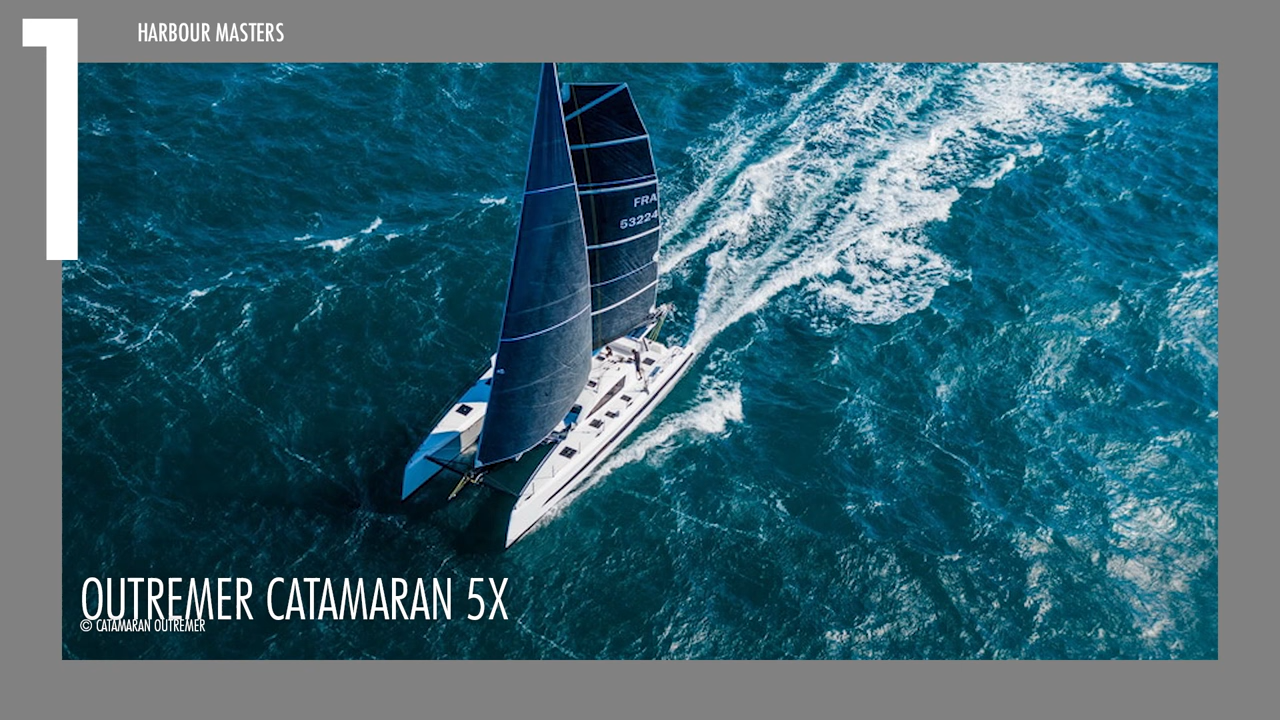 1
HARBOUR MASTERS
FRA
53224
OUTREMER CATAMARAN 5X
© CATAMARAN OUTREMER